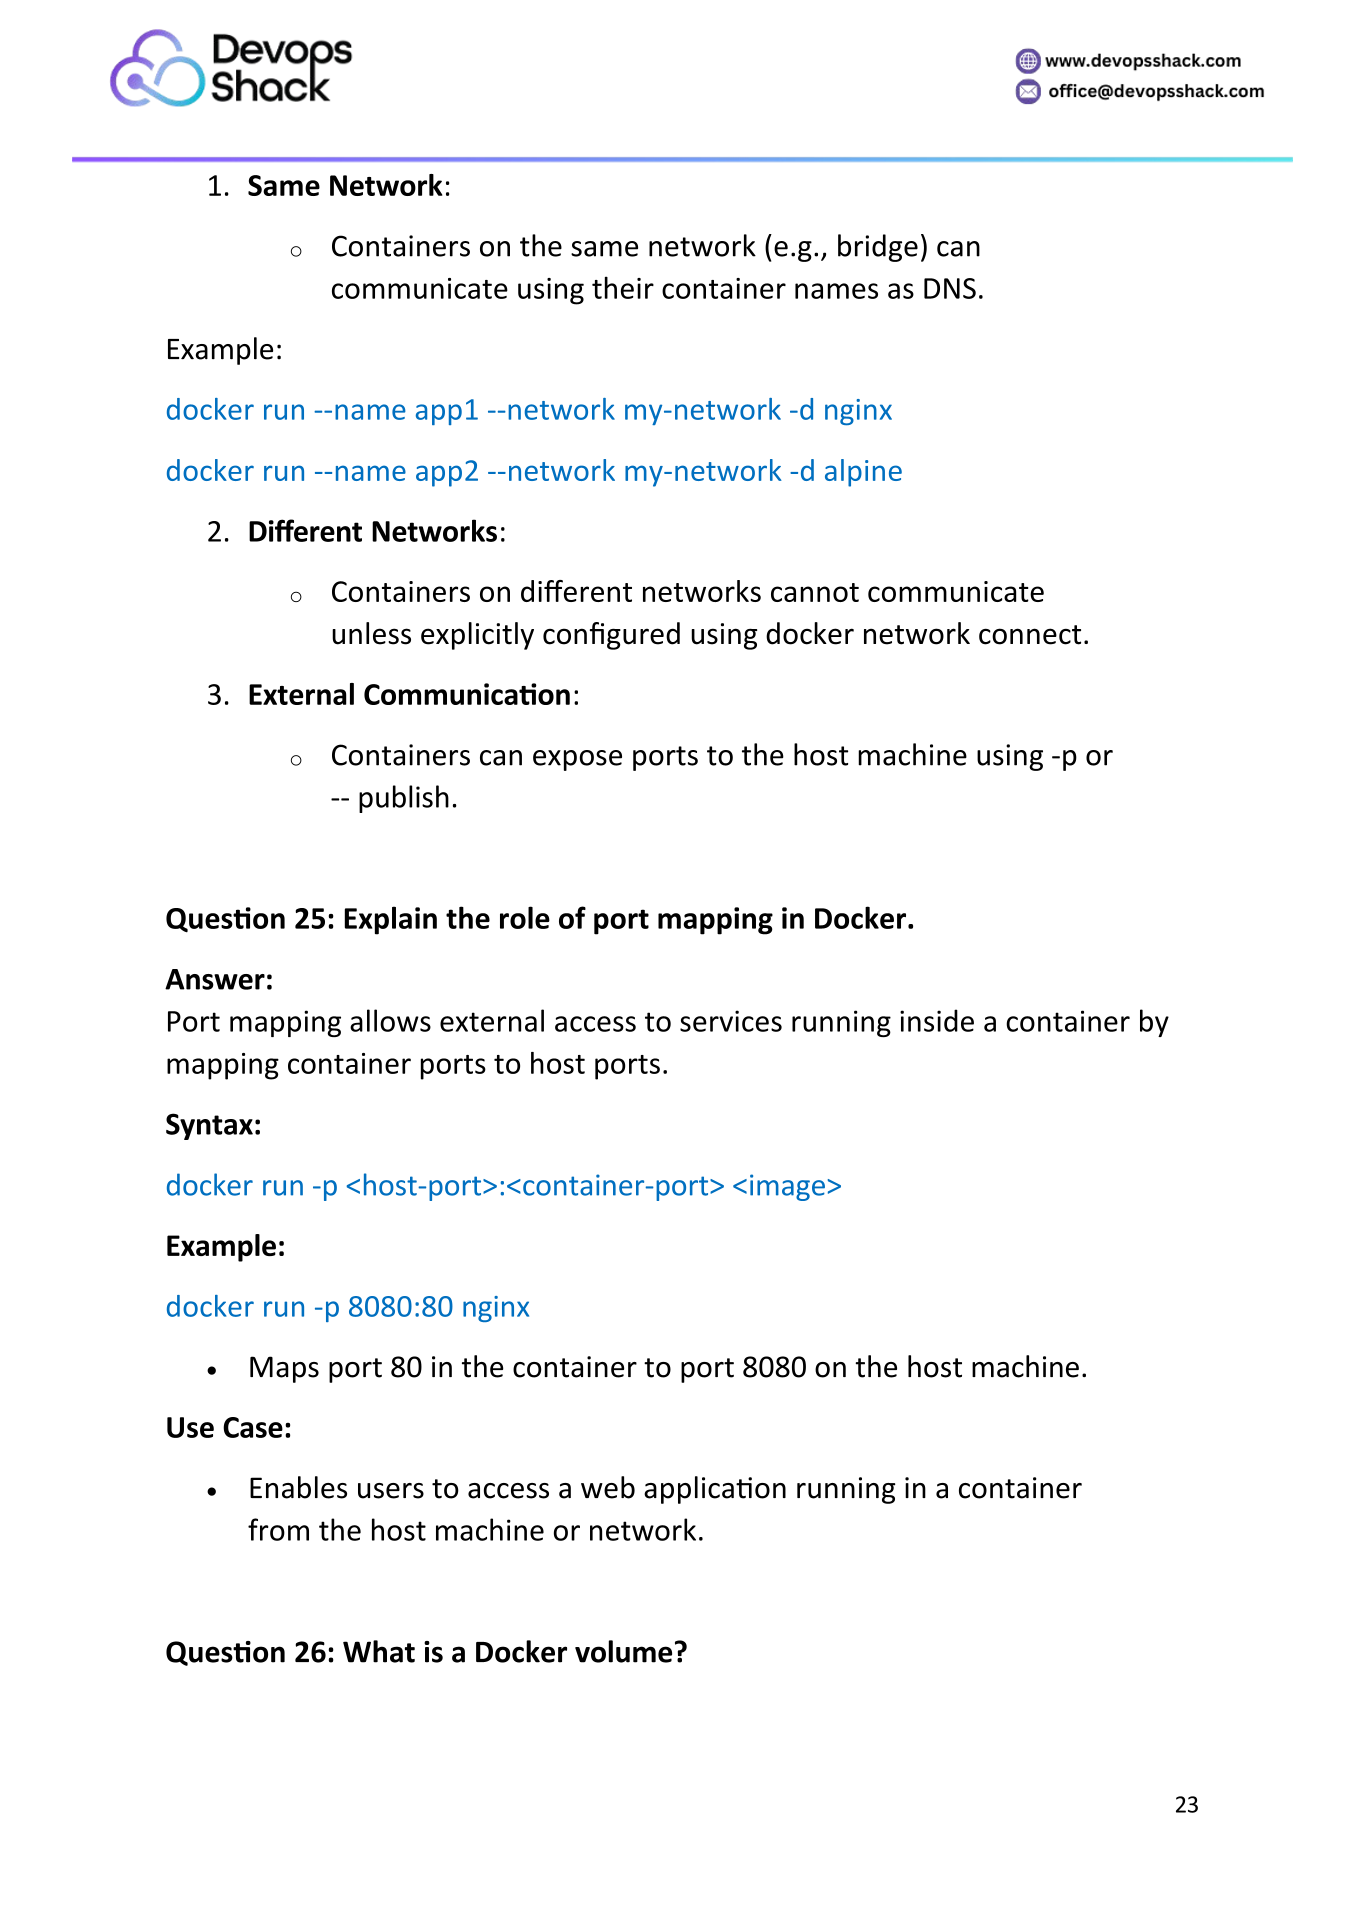 Devops
Shack
www.devopsshack.com
office@devopsshack.com
1. Same Network:
○ Containers on the same network (e.g., bridge) can
communicate using their container names as DNS.
Example:
docker run --name app1 --network my-network -d nginx
docker run --name app2 --network my-network -d alpine
2. Different Networks:
○ Containers on different networks cannot communicate
unless explicitly configured using docker network connect.
3. External Communication:
○ Containers can expose ports to the host machine using -p or
-- publish.
Question 25: Explain the role of port mapping in Docker.
Answer:
Port mapping allows external access to services running inside a container by
mapping container ports to host ports.
Syntax:
docker run -p <host-port>:<container-port> <image>
Example:
docker run -p 8080:80 nginx
• Maps port 80 in the container to port 8080 on the host machine.
Use Case:
• Enables users to access a web application running in a container
from the host machine or network.
Question 26: What is a Docker volume?
23